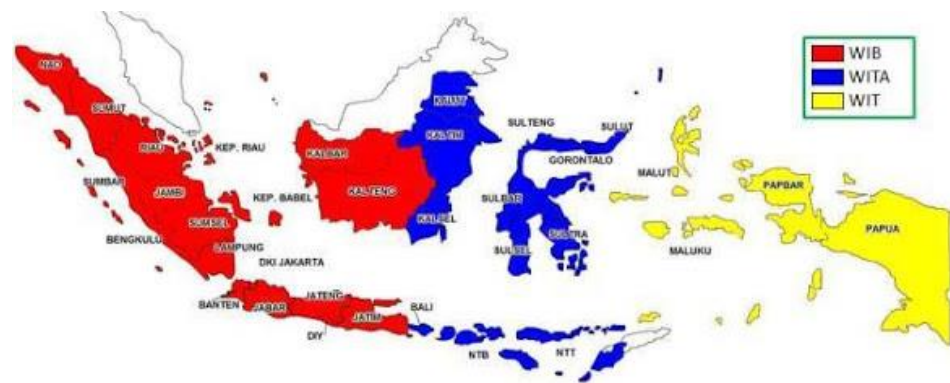 WIB
WITA
WIT
NAD
SUMUT
RIAU
KEP. RIAU
SUMBAR
JAMBI
KEP. BABEL
SUMSEL
BENGKULU
LAMPUNG
DKI JAKARTA
BANTEN
JABAR
JATENG
DIY
JATIM
BALI
KALBAR
KALTENG
KALTIM
KALSEL
SULTENG
SULUT
GORONTALO
SULBAR
SULSEL
SULTRA
NTB
NTT
MALUT
MALUKU
PAPBAR
PAPUA